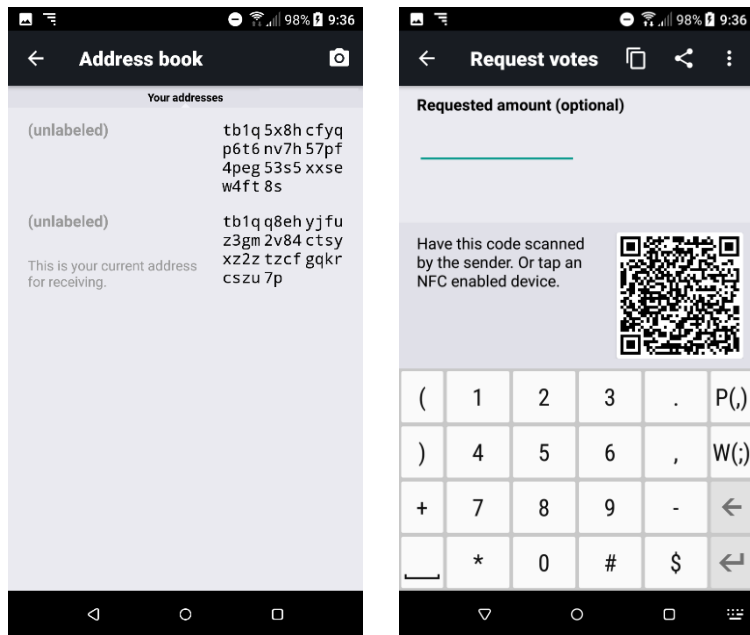 98% 9:36
Address book
Your addresses
(unlabeled)
tb1q 5x8h cfyq
p6t6 nv7h 57pf
4peg 53s5 xxse
w4ft 8s
(unlabeled)
This is your current address
for receiving.
tb1q q8eh yjfu
z3gm 2v84 ctsy
xz2z tzcf gqkr
cszu 7p
98% 9:36
Request votes
Requested amount (optional)
Have this code scanned
by the sender. Or tap an
NFC enabled device.
( 1 2 3 . P(,)
) 4 5 6 , W(;)
+ 7 8 9 -
* 0 # $